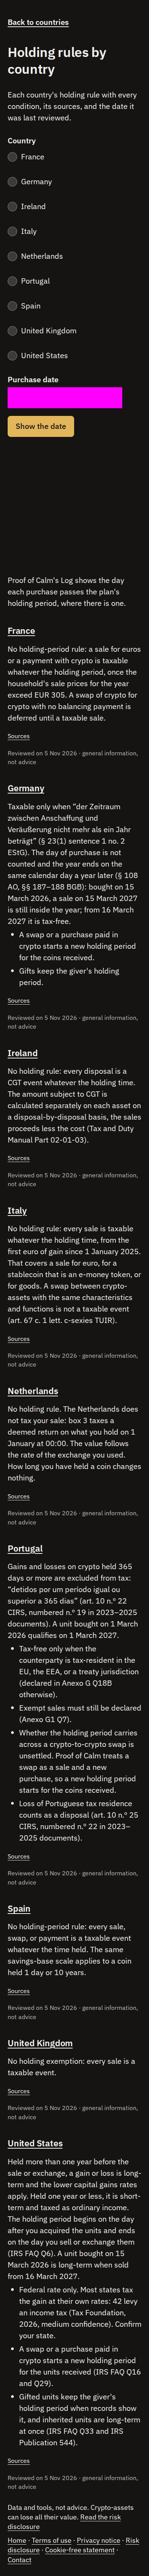 Back to countries
Holding rules by
country
Each country's holding rule with every
condition, its sources, and the date it
was last reviewed.
Country
France
Germany
Ireland
Italy
Netherlands
Portugal
Spain
United Kingdom
United States
Purchase date
Show the date
Proof of Calm's Log shows the day
each purchase passes the plan's
holding period, where there is one.
France
No holding-period rule: a sale for euros
or a payment with crypto is taxable
whatever the holding period, once the
household's sale prices for the year
exceed EUR 305. A swap of crypto for
crypto with no balancing payment is
deferred until a taxable sale.
Sources
Reviewed on 5 Nov 2026 · general information,
not advice
Germany
Taxable only when “der Zeitraum
zwischen Anschaffung und
Veräußerung nicht mehr als ein Jahr
beträgt” (§ 23(1) sentence 1 no. 2
EStG). The day of purchase is not
counted and the year ends on the
same calendar day a year later (§ 108
AO, §§ 187–188 BGB): bought on 15
March 2026, a sale on 15 March 2027
is still inside the year; from 16 March
2027 it is tax-free.
• A swap or a purchase paid in
crypto starts a new holding period
for the coins received.
• Gifts keep the giver's holding
period.
Sources
Reviewed on 5 Nov 2026 · general information,
not advice
Ireland
No holding-period rule: every disposal is a
CGT event whatever the holding time.
The amount subject to CGT is
calculated separately on each asset on
a disposal-by-disposal basis, the sales
proceeds less the cost (Tax and Duty
Manual Part 02-01-03).
Sources
Reviewed on 5 Nov 2026 · general information,
not advice
Italy
No holding rule: every sale is taxable
whatever the holding time, from the
first euro of gain since 1 January 2025.
That covers a sale for euro, for a
stablecoin that is an e-money token, or
for goods. A swap between crypto-
assets with the same characteristics
and functions is not a taxable event
(art. 67 c. 1 lett. c-sexies TUIR).
Sources
Reviewed on 5 Nov 2026 · general information,
not advice
Netherlands
No holding rule. The Netherlands does
not tax your sale: box 3 taxes a
deemed return on what you hold on 1
January at 00:00. The value follows
the rate of the exchange you used.
How long you have held a coin changes
nothing.
Sources
Reviewed on 5 Nov 2026 · general information,
not advice
Portugal
Gains and losses on crypto held 365
days or more are excluded from tax:
“detidos por um período igual ou
superior a 365 dias” (art. 10 n.º 22
CIRS, numbered n.º 19 in 2023–2025
documents). A unit bought on 1 March
2026 qualifies on 1 March 2027.
• Tax-free only when the
counterparty is tax-resident in the
EU, the EEA, or a treaty jurisdiction
(declared in Anexo G Q18B
otherwise).
• Exempt sales must still be declared
(Anexo G1 Q7).
• Whether the holding period carries
across a crypto-to-crypto swap is
unsettled. Proof of Calm treats a
swap as a sale and a new
purchase, so a new holding period
starts for the coins received.
• Loss of Portuguese tax residence
counts as a disposal (art. 10 n.º 25
CIRS, numbered n.º 22 in 2023–
2025 documents).
Sources
Reviewed on 5 Nov 2026 · general information,
not advice
Spain
No holding-period rule: every sale,
swap, or payment is a taxable event
whatever the time held. The same
savings-base scale applies to a coin
held 1 day or 10 years.
Sources
Reviewed on 5 Nov 2026 · general information,
not advice
United Kingdom
No holding exemption: every sale is a
taxable event.
Sources
Reviewed on 5 Nov 2026 · general information,
not advice
United States
Held more than one year before the
sale or exchange, a gain or loss is long-
term and the lower capital gains rates
apply. Held one year or less, it is short-
term and taxed as ordinary income.
The holding period begins on the day
after you acquired the units and ends
on the day you sell or exchange them
(IRS FAQ Q6). A unit bought on 15
March 2026 is long-term when sold
from 16 March 2027.
• Federal rate only. Most states tax
the gain at their own rates: 42 levy
an income tax (Tax Foundation,
2026, medium confidence). Confirm
your state.
• A swap or a purchase paid in
crypto starts a new holding period
for the units received (IRS FAQ Q16
and Q29).
• Gifted units keep the giver's
holding period when records show
it, and inherited units are long-term
at once (IRS FAQ Q33 and IRS
Publication 544).
Sources
Reviewed on 5 Nov 2026 · general information,
not advice
Data and tools, not advice. Crypto-assets
can lose all their value. Read the risk
disclosure
Home · Terms of use · Privacy notice · Risk
disclosure · Cookie-free statement ·
Contact